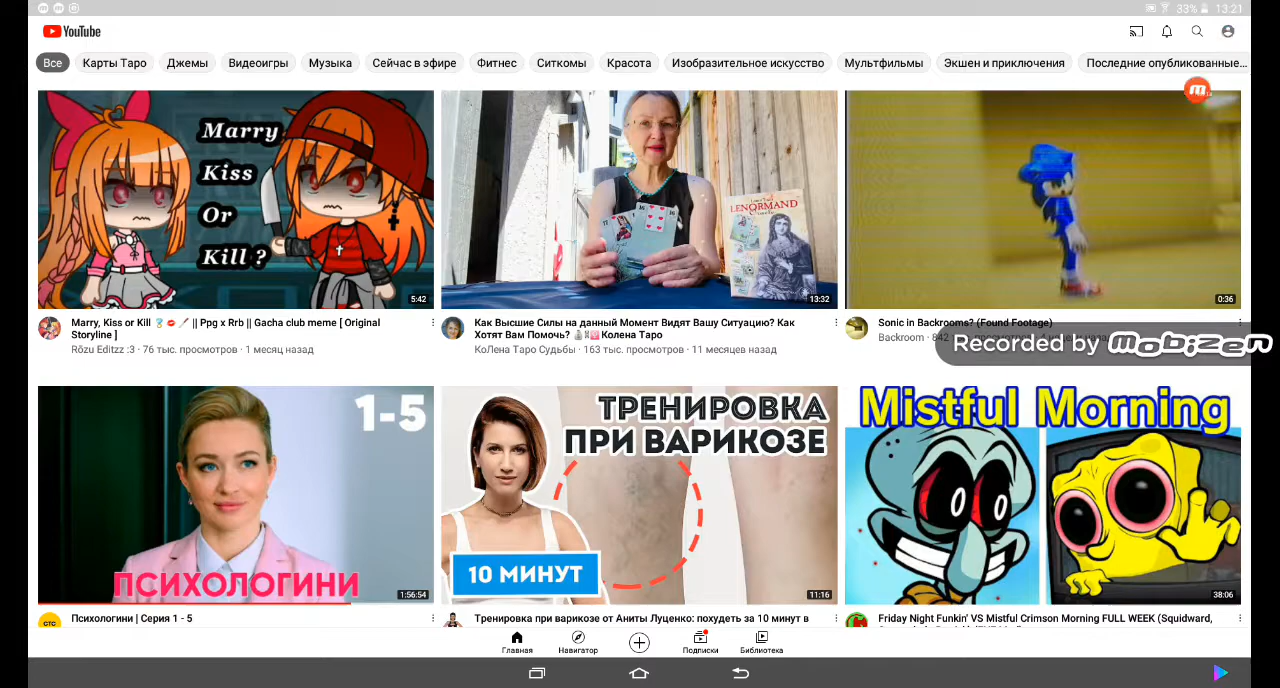 33% 13:21
YouTube
Все Карты Таро Джемы Видеоигры Музыка Сейчас в эфире Фитнес Ситкомы Красота Изобразительное искусство Мультфильмы Экшен и приключения Последние опубликованные...
Marry
Kiss
Or
Kill ?
5:42
LENORMAND
13:32
0:36
Marry, Kiss or Kill || Ppg x Rrb || Gacha club meme [ Original
Storyline ]
Rõzu Editzz :3 · 76 тыс. просмотров · 1 месяц назад
Как Высшие Силы на данный Момент Видят Вашу Ситуацию? Как
Хотят Вам Помочь? Колена Таро
КоЛена Таро Судьбы · 163 тыс. просмотров · 11 месяцев назад
Sonic in Backrooms? (Found Footage)
Backroom · 842
Recorded by mobizen
1-5
ПСИХОЛОГИНИ
1:56:54
ТРЕНИРОВКА
ПРИ ВАРИКОЗЕ
10 МИНУТ
11:16
Mistful Morning
38:06
СТС
Психологини | Серия 1 - 5
Тренировка при варикозе от Аниты Луценко: похудеть за 10 минут в
Friday Night Funkin' VS Mistful Crimson Morning FULL WEEK (Squidward,
Главная Навигатор Подписки Библиотека